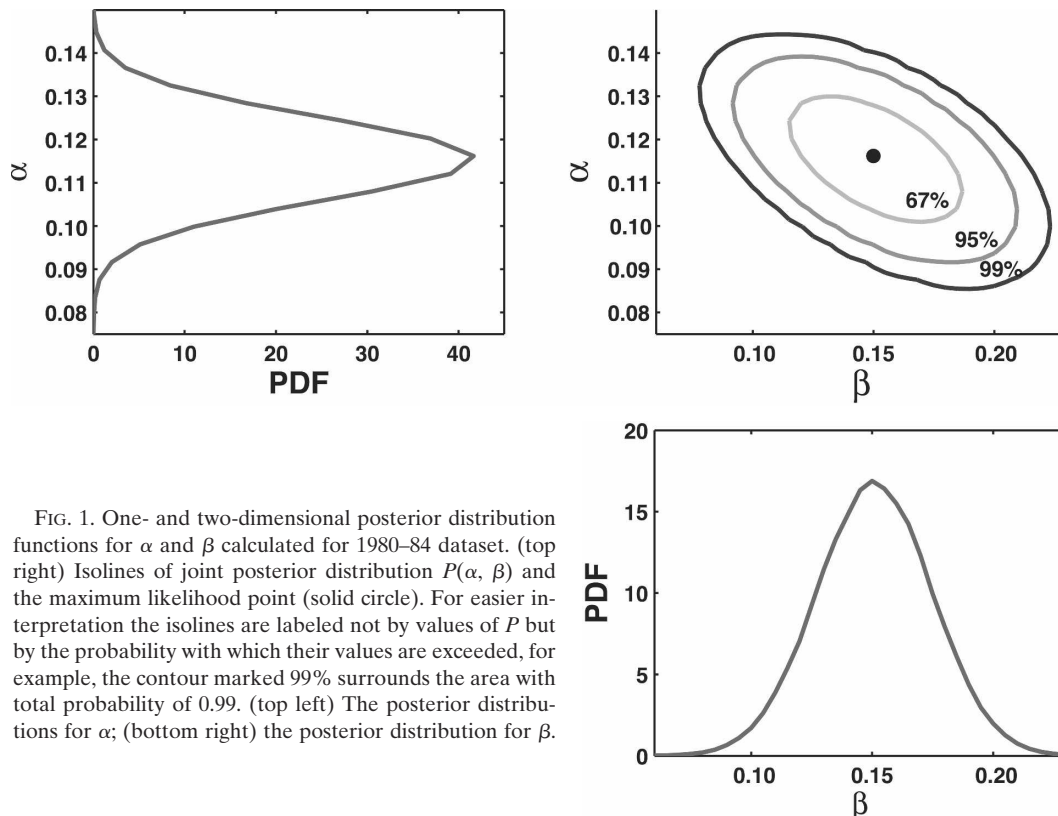 0.14
0.13
0.12
0.11
0.10
0.09
0.08
α
0 10 20 30 40
PDF
0.14
0.13
0.12
0.11
0.10
0.09
0.08
α
67%
95%
99%
0.10 0.15 0.20
β
FIG. 1. One- and two-dimensional posterior distribution
functions for α and β calculated for 1980–84 dataset. (top
right) Isolines of joint posterior distribution P(α, β) and
the maximum likelihood point (solid circle). For easier in-
terpretation the isolines are labeled not by values of P but
by the probability with which their values are exceeded, for
example, the contour marked 99% surrounds the area with
total probability of 0.99. (top left) The posterior distribu-
tions for α; (bottom right) the posterior distribution for β.
20
15
10
5
0
PDF
0.10 0.15 0.20
β